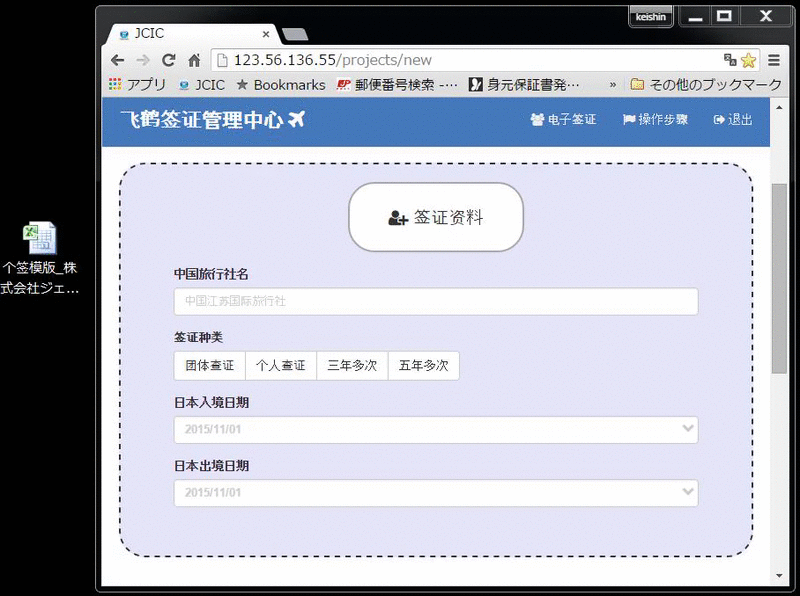 keishin
JCIC
123.56.136.55/projects/new
アプリ JCIC Bookmarks 郵便番号検索 -… 身元保証書発… » その他のブックマーク
飞鹤签证管理中心 电子签证 操作步骤 退出
签证资料
中国旅行社名
中国江苏国际旅行社
签证种类
团体查证 个人查证 三年多次 五年多次
日本入境日期
2015/11/01
日本出境日期
2015/11/01
个签模版_株
式会社ジェ...